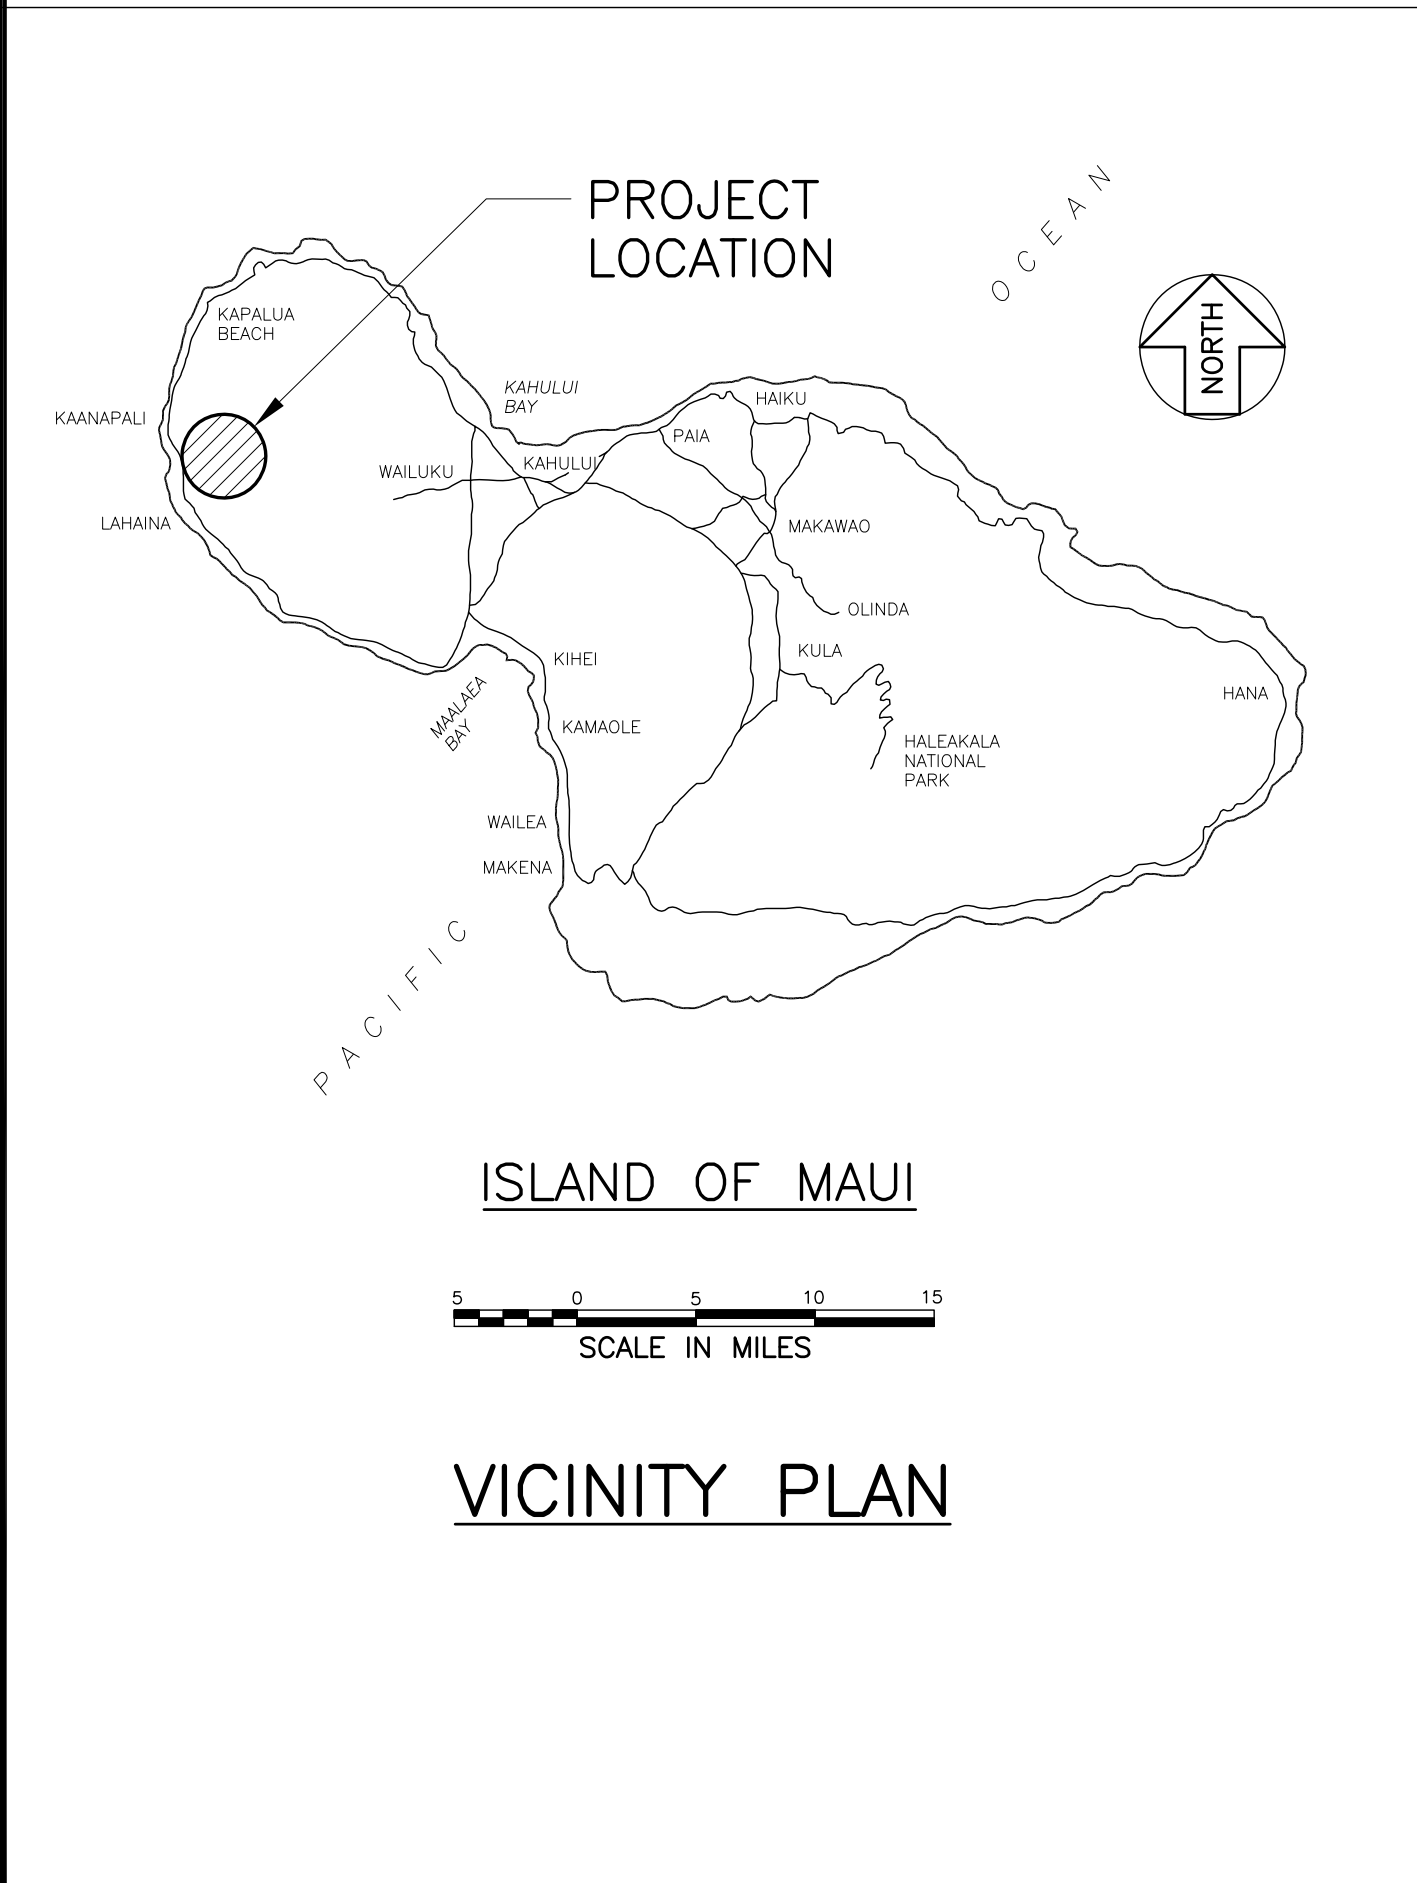 PROJECT
LOCATION
OCEAN
NORTH
KAPALUA
BEACH
KAHULUI
BAY
HAIKU
KAANAPALI
PAIA
WAILUKU
KAHULUI
LAHAINA
MAKAWAO
OLINDA
KULA
KIHEI
HANA
MAALAEA
BAY
KAMAOLE
HALEAKALA
NATIONAL
PARK
WAILEA
MAKENA
PACIFIC
ISLAND OF MAUI
5 0 5 10 15
SCALE IN MILES
VICINITY PLAN